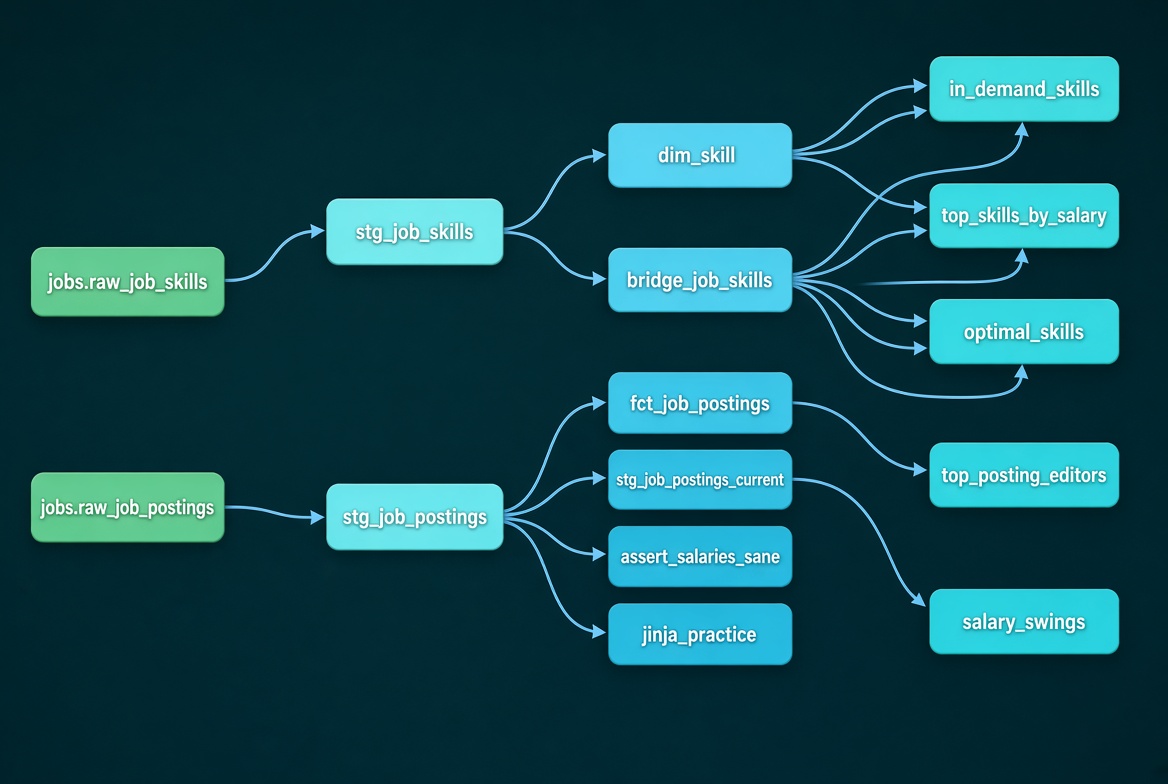 jobs.raw_job_skills
stg_job_skills
dim_skill
bridge_job_skills
in_demand_skills
top_skills_by_salary
optimal_skills
jobs.raw_job_postings
stg_job_postings
fct_job_postings
stg_job_postings_current
assert_salaries_sane
jinja_practice
top_posting_editors
salary_swings